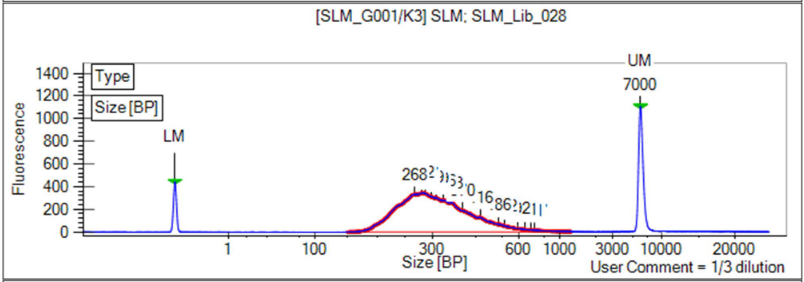 [SLM_G001/K3] SLM; SLM_Lib_028
UM
7000
1400
Type
1200
Size [BP]
1000
LM
800
600
268
400
200
0
Fluorescence
1 100 300 600 1000 3000 10000 20000
Size [BP]
User Comment = 1/3 dilution